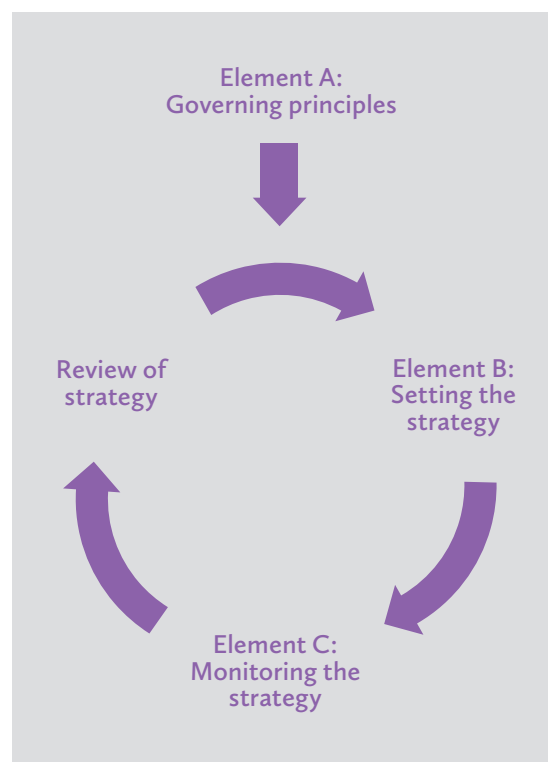 Element A:
Governing principles
Review of
strategy
Element B:
Setting the
strategy
Element C:
Monitoring the
strategy